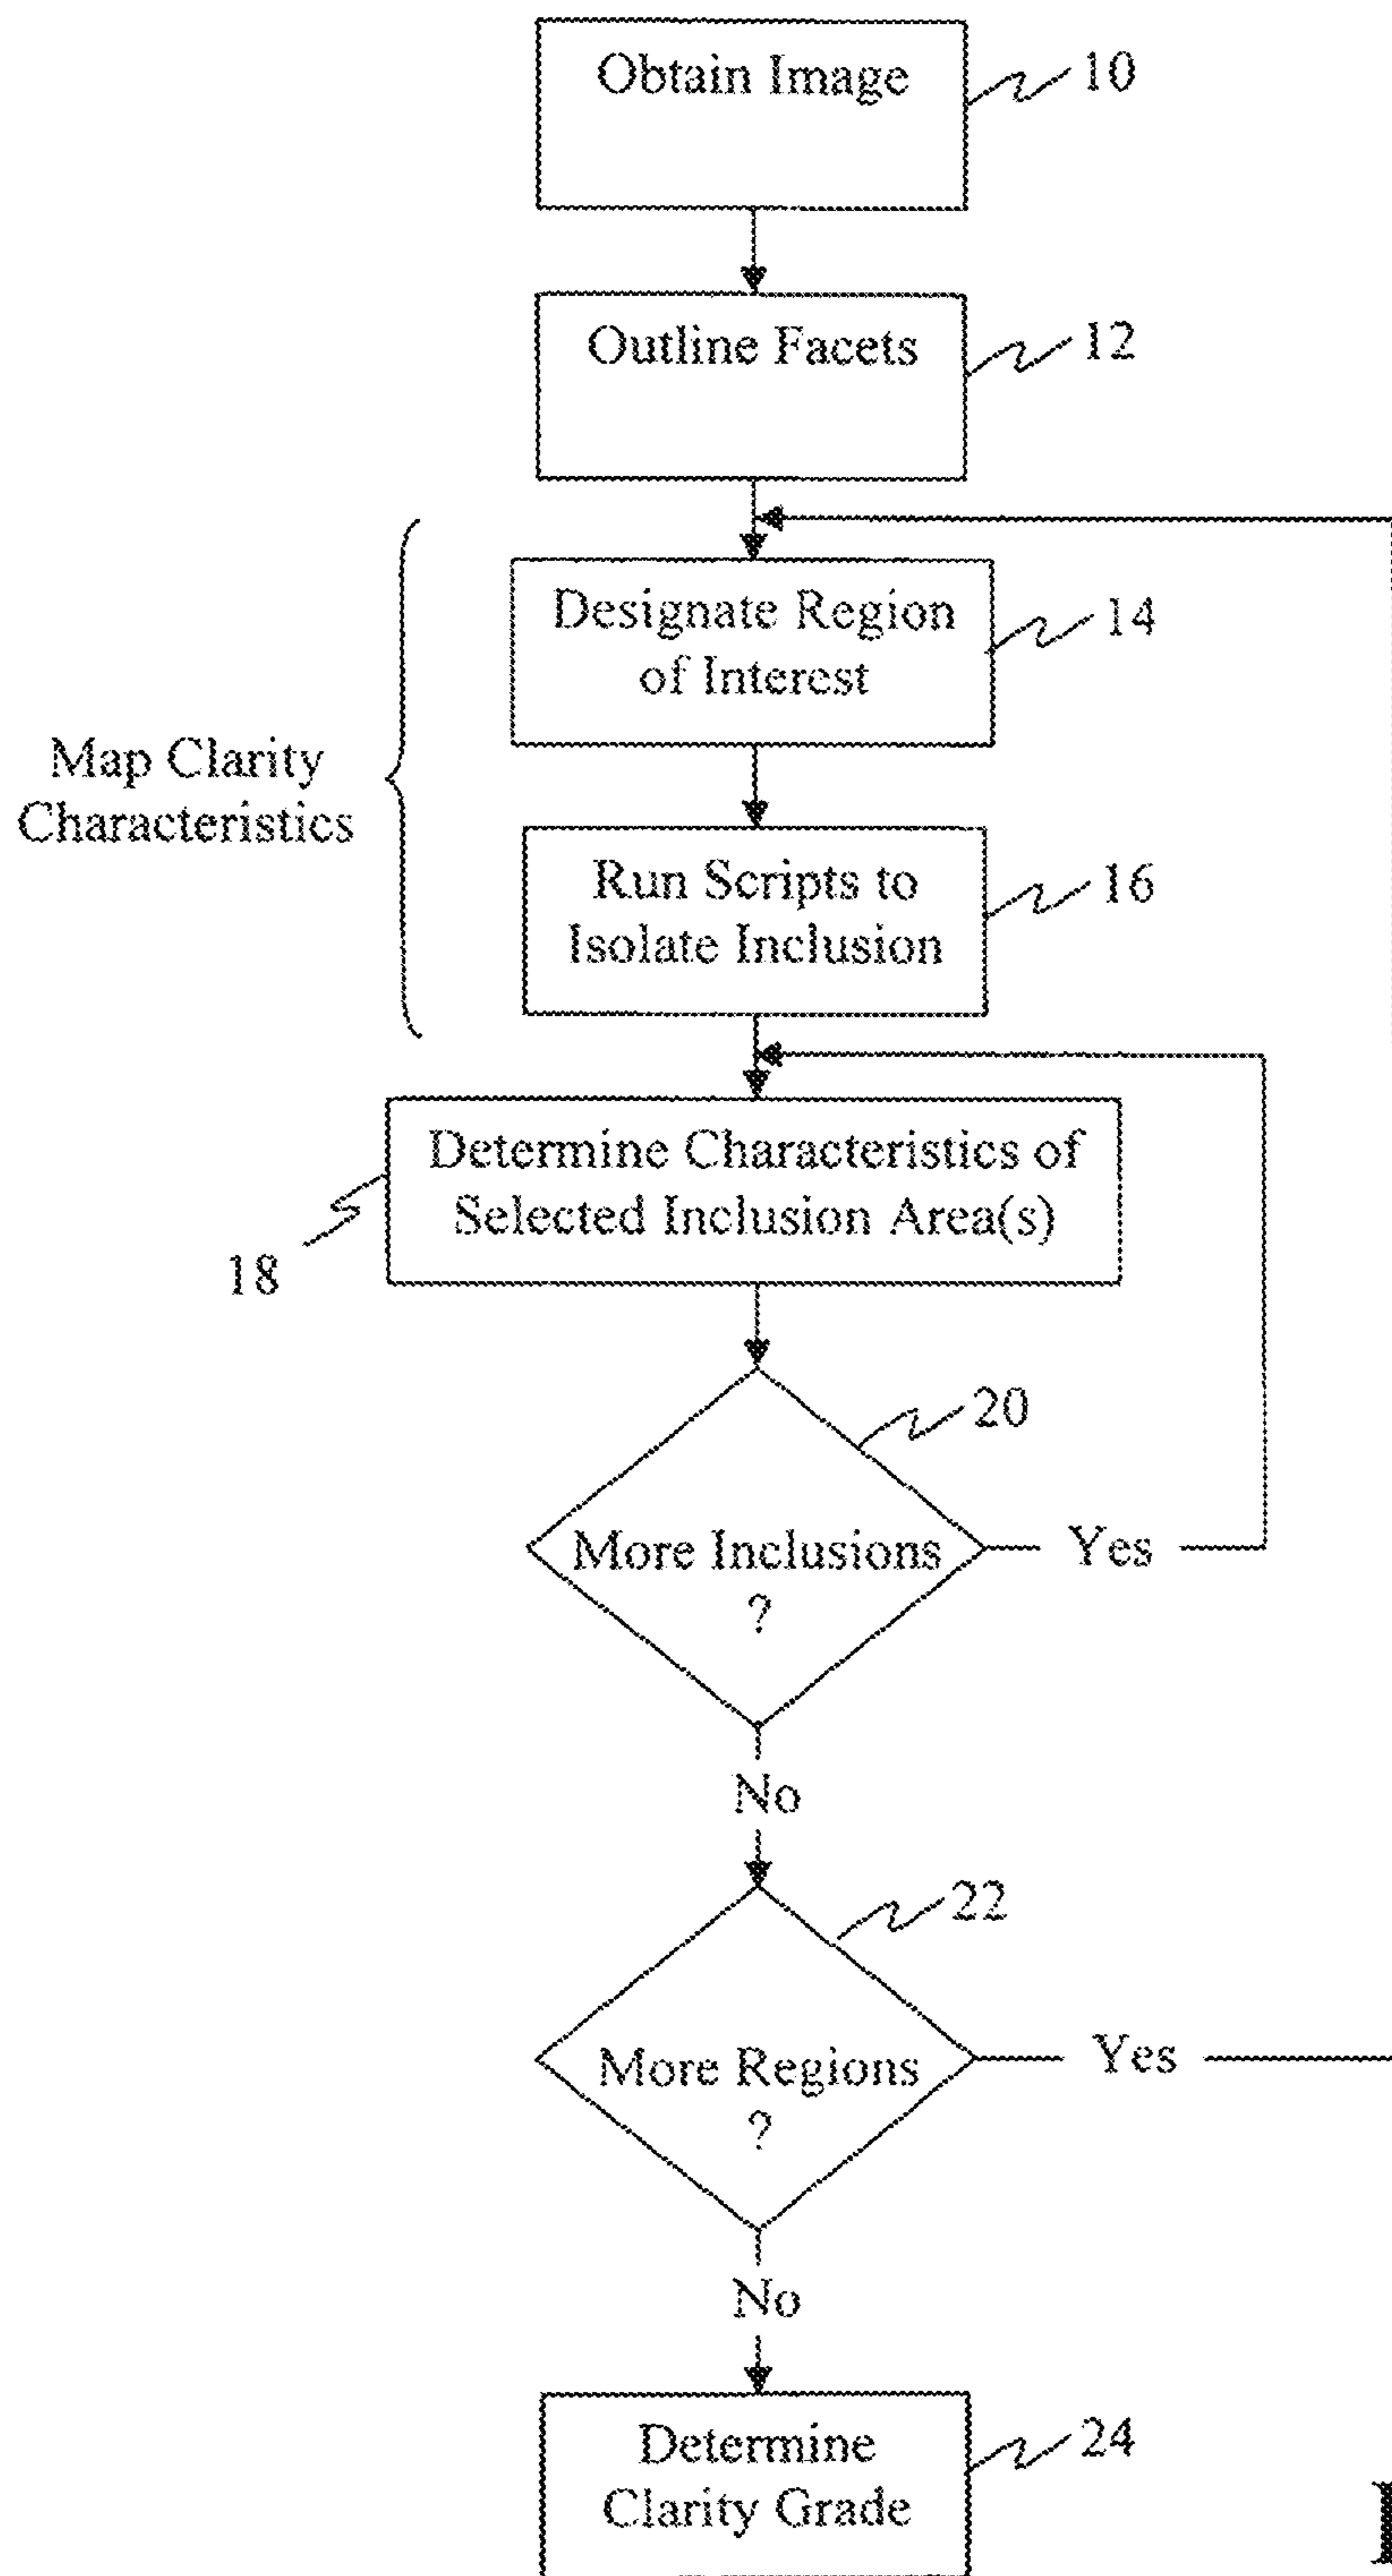 Obtain Image
10
Outline Facets
12
Designate Region
of Interest
14
Map Clarity
Characteristics
Run Scripts to
Isolate Inclusion
16
Determine Characteristics of
Selected Inclusion Area(s)
18
20
More Inclusions
?
Yes
No
22
More Regions
?
Yes
No
Determine
Clarity Grade
24